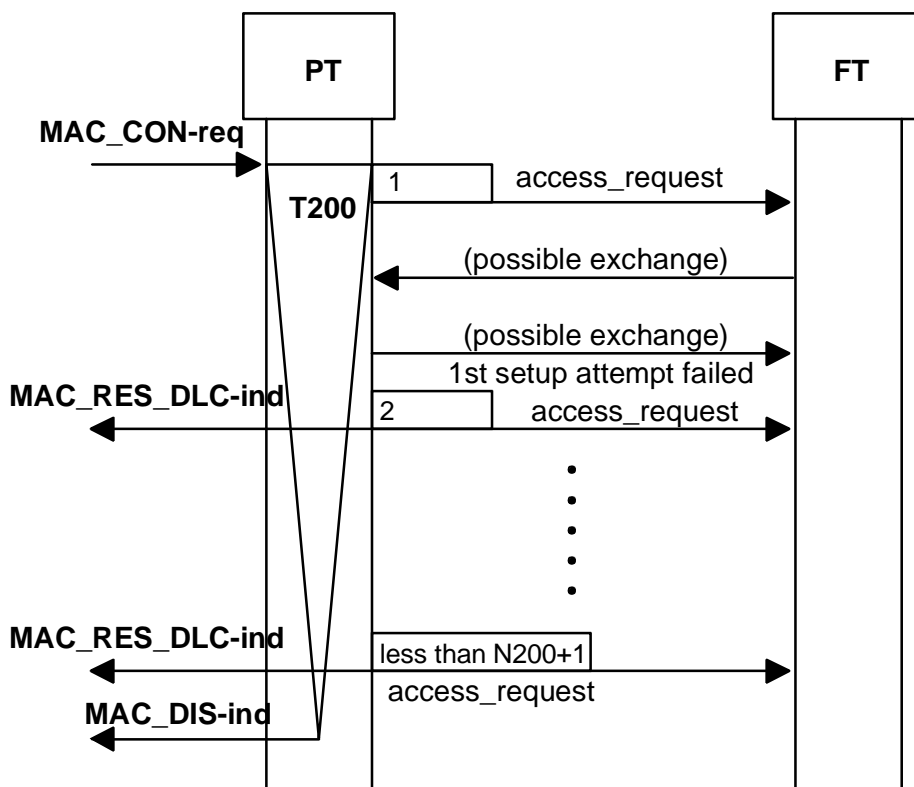 PT
FT
MAC_CON-req
1
access_request
T200
(possible exchange)
(possible exchange)
1st setup attempt failed
MAC_RES_DLC-ind
2
access_request
MAC_RES_DLC-ind
less than N200+1
access_request
MAC_DIS-ind